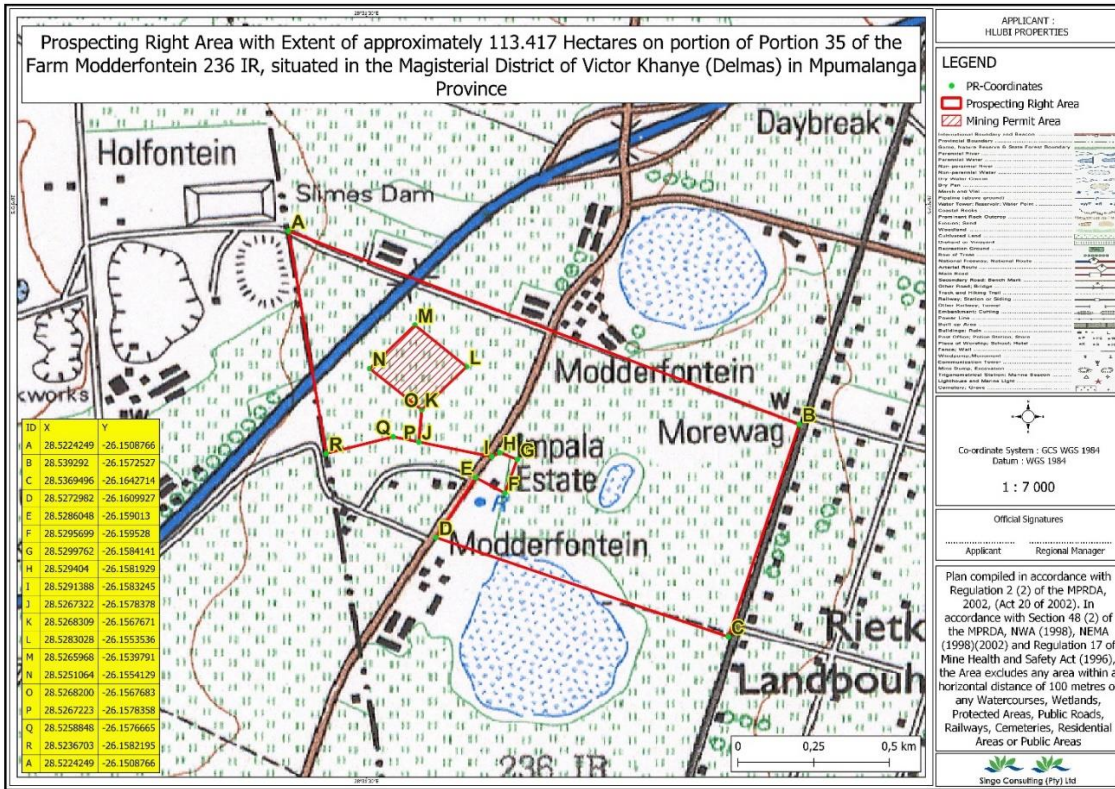 Prospecting Right Area with Extent of approximately 113.417 Hectares on portion of Portion 35 of the
Farm Modderfontein 236 IR, situated in the Magisterial District of Victor Khanye (Delmas) in Mpumalanga
Province
Holfontein
Slimes Dam
Daybreak
A
M
L
N
O K
Modderfontein
B
W
Morewag
R
Q
P J
I H G
Impala
E
F
Estate
D
Modderfontein
C
Rietk
Landpouh
236 IR
kworks
0 0,25 0,5 km
ID X Y
A 28.5224249 -26.1508766
B 28.539292 -26.1572527
C 28.5369496 -26.1642714
D 28.5272982 -26.1609927
E 28.5286048 -26.159013
F 28.5295699 -26.159528
G 28.5299762 -26.1584141
H 28.529404 -26.1581929
I 28.5291388 -26.1583245
J 28.5267322 -26.1578378
K 28.5268309 -26.1567671
L 28.5283028 -26.1553536
M 28.5265968 -26.1539791
N 28.5251064 -26.1554129
O 28.5268200 -26.1567683
P 28.5267223 -26.1578358
Q 28.5258848 -26.1576665
R 28.5236703 -26.1582195
A 28.5224249 -26.1508766
APPLICANT :
HLUBI PROPERTIES
LEGEND
PR-Coordinates
Prospecting Right Area
Mining Permit Area
Coordinate System : GCS WGS 1984
Datum : WGS 1984
1 : 7 000
Official Signatures
Applicant Regional Manager
Plan compiled in accordance with
Regulation 2 (2) of the MPRDA,
2002, (Act 20 of 2002). In
accordance with Section 48 (2) of
the MPRDA, NWA (1998), NEMA
(1998)(2002) and Regulation 17 of
Mine Health and Safety Act (1996),
the Area excludes any area within a
horizontal distance of 100 metres o
any Watercourses, Wetlands,
Protected Areas, Public Roads,
Railways, Cemeteries, Residential
Areas or Public Areas
Singo Consulting (Pty) Ltd